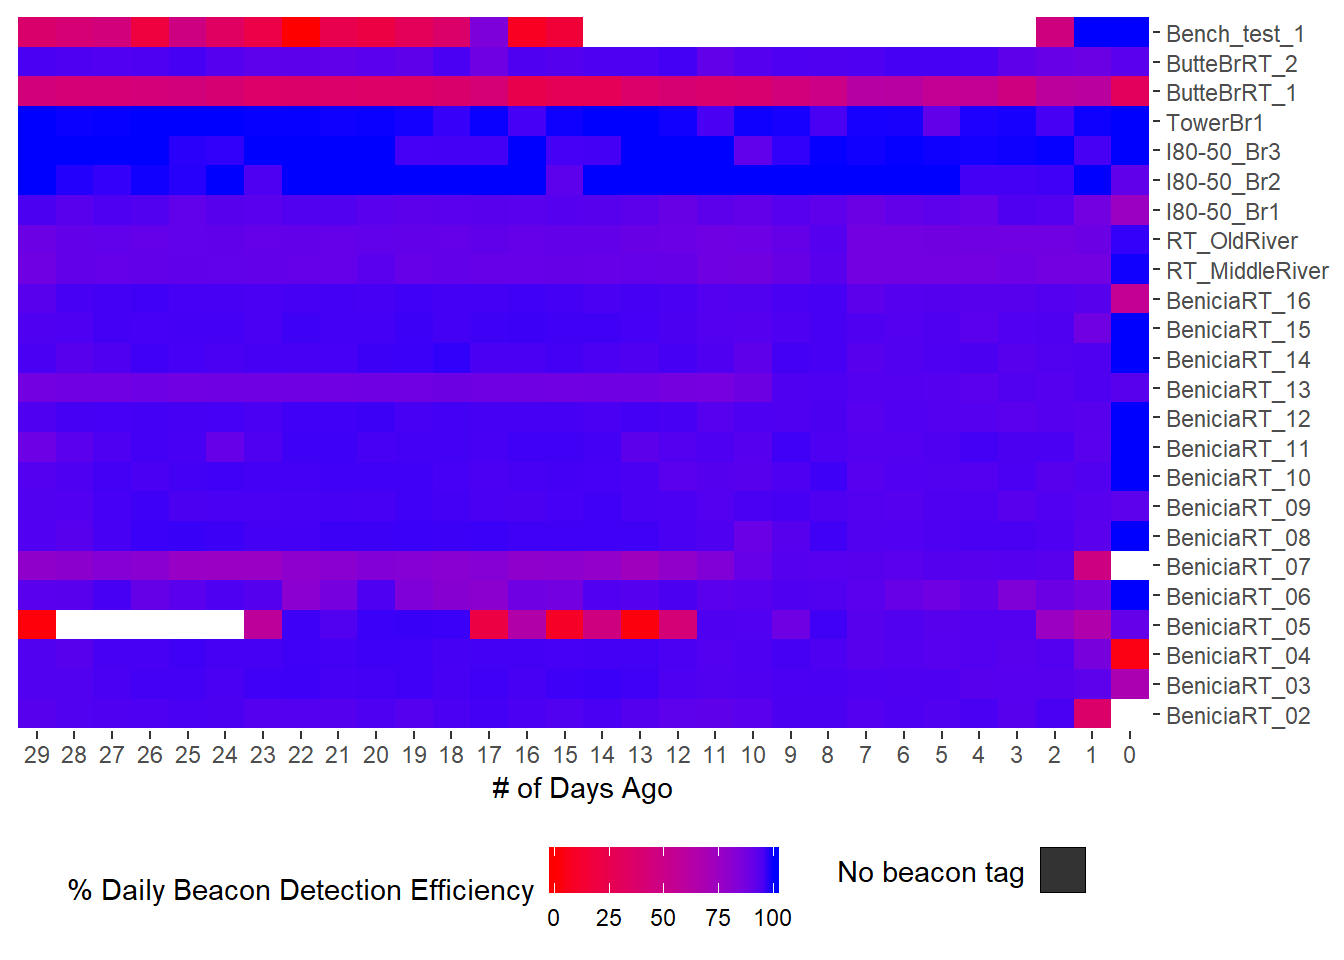 Bench_test_1
ButteBrRT_2
ButteBrRT_1
TowerBr1
I80-50_Br3
I80-50_Br2
I80-50_Br1
RT_OldRiver
RT_MiddleRiver
BeniciaRT_16
BeniciaRT_15
BeniciaRT_14
BeniciaRT_13
BeniciaRT_12
BeniciaRT_11
BeniciaRT_10
BeniciaRT_09
BeniciaRT_08
BeniciaRT_07
BeniciaRT_06
BeniciaRT_05
BeniciaRT_04
BeniciaRT_03
BeniciaRT_02
29 28 27 26 25 24 23 22 21 20 19 18 17 16 15 14 13 12 11 10 9 8 7 6 5 4 3 2 1 0
# of Days Ago
% Daily Beacon Detection Efficiency
0 25 50 75 100
No beacon tag